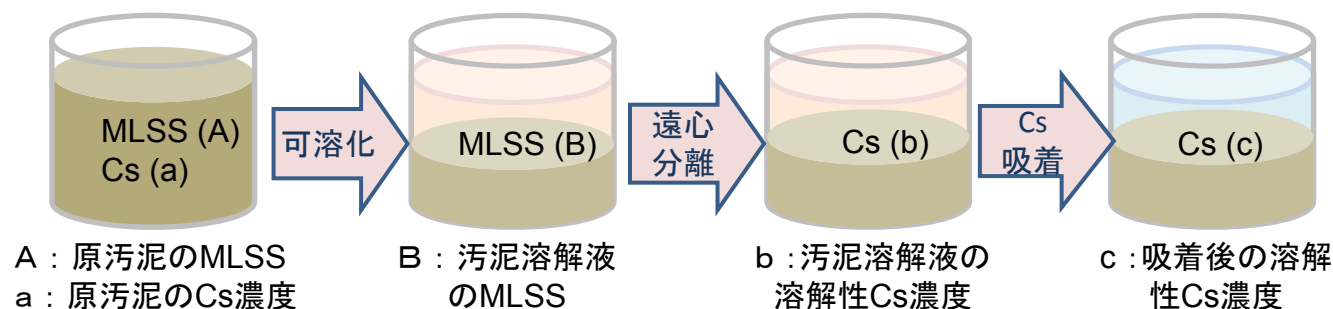 MLSS (A)
Cs (a)
可溶化
MLSS (B)
遠心
分離
Cs (b)
Cs
吸着
Cs (c)
A：原汚泥のMLSS
a：原汚泥のCs濃度
B：汚泥溶解液
のMLSS
b：汚泥溶解液の
溶解性Cs濃度
c：吸着後の溶解
性Cs濃度